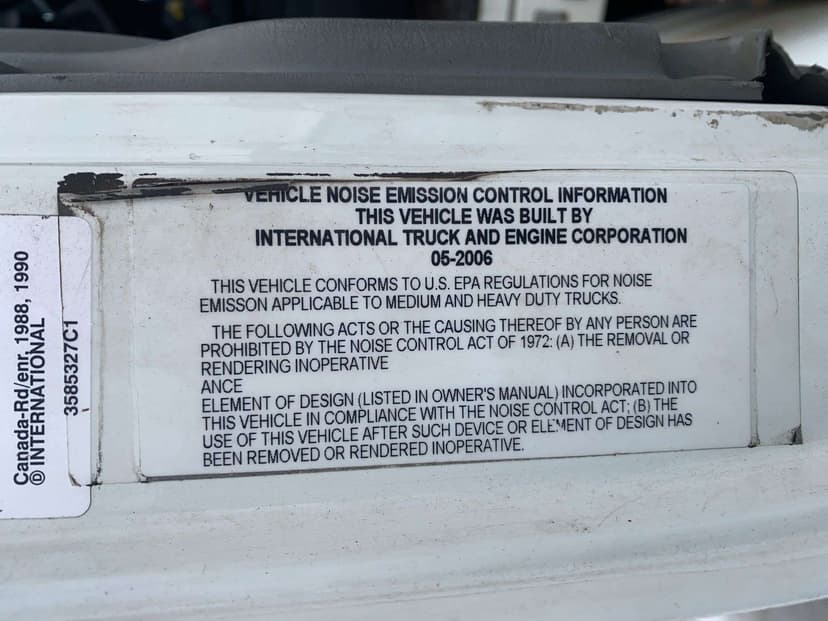 VEHICLE NOISE EMISSION CONTROL INFORMATION
THIS VEHICLE WAS BUILT BY
INTERNATIONAL TRUCK AND ENGINE CORPORATION
05-2006
THIS VEHICLE CONFORMS TO U.S. EPA REGULATIONS FOR NOISE
EMISSON APPLICABLE TO MEDIUM AND HEAVY DUTY TRUCKS.
THE FOLLOWING ACTS OR THE CAUSING THEREOF BY ANY PERSON ARE
PROHIBITED BY THE NOISE CONTROL ACT OF 1972: (A) THE REMOVAL OR
RENDERING INOPERATIVE
ANCE
ELEMENT OF DESIGN (LISTED IN OWNER'S MANUAL) INCORPORATED INTO
THIS VEHICLE IN COMPLIANCE WITH THE NOISE CONTROL ACT; (B) THE
USE OF THIS VEHICLE AFTER SUCH DEVICE OR ELEMENT OF DESIGN HAS
BEEN REMOVED OR RENDERED INOPERATIVE.
Canada-Rd/enr, 1988, 1990
© INTERNATIONAL
3585327C1